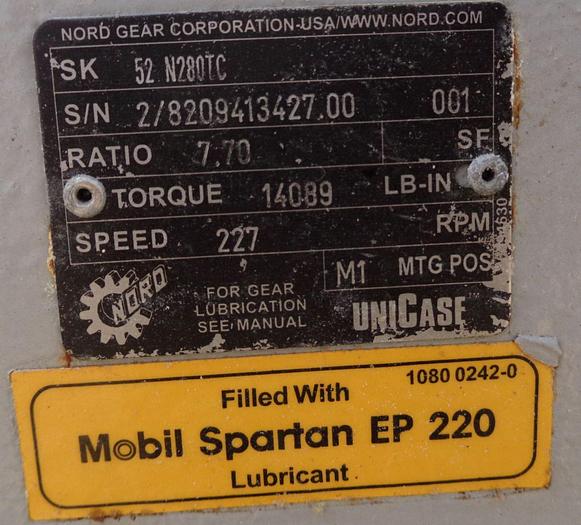 NORD GEAR CORPORATION-USA/WWW.NORD.COM
SK 52 N280TC
S/N 2/8209413427.00 001
RATIO 7.70 SF
TORQUE 14089 LB-IN
SPEED 227 RPM
M1 MTG POS
NORD
FOR GEAR
LUBRICATION
SEE MANUAL
UNICASE
1080 0242-0
Filled With
Mobil Spartan EP 220
Lubricant